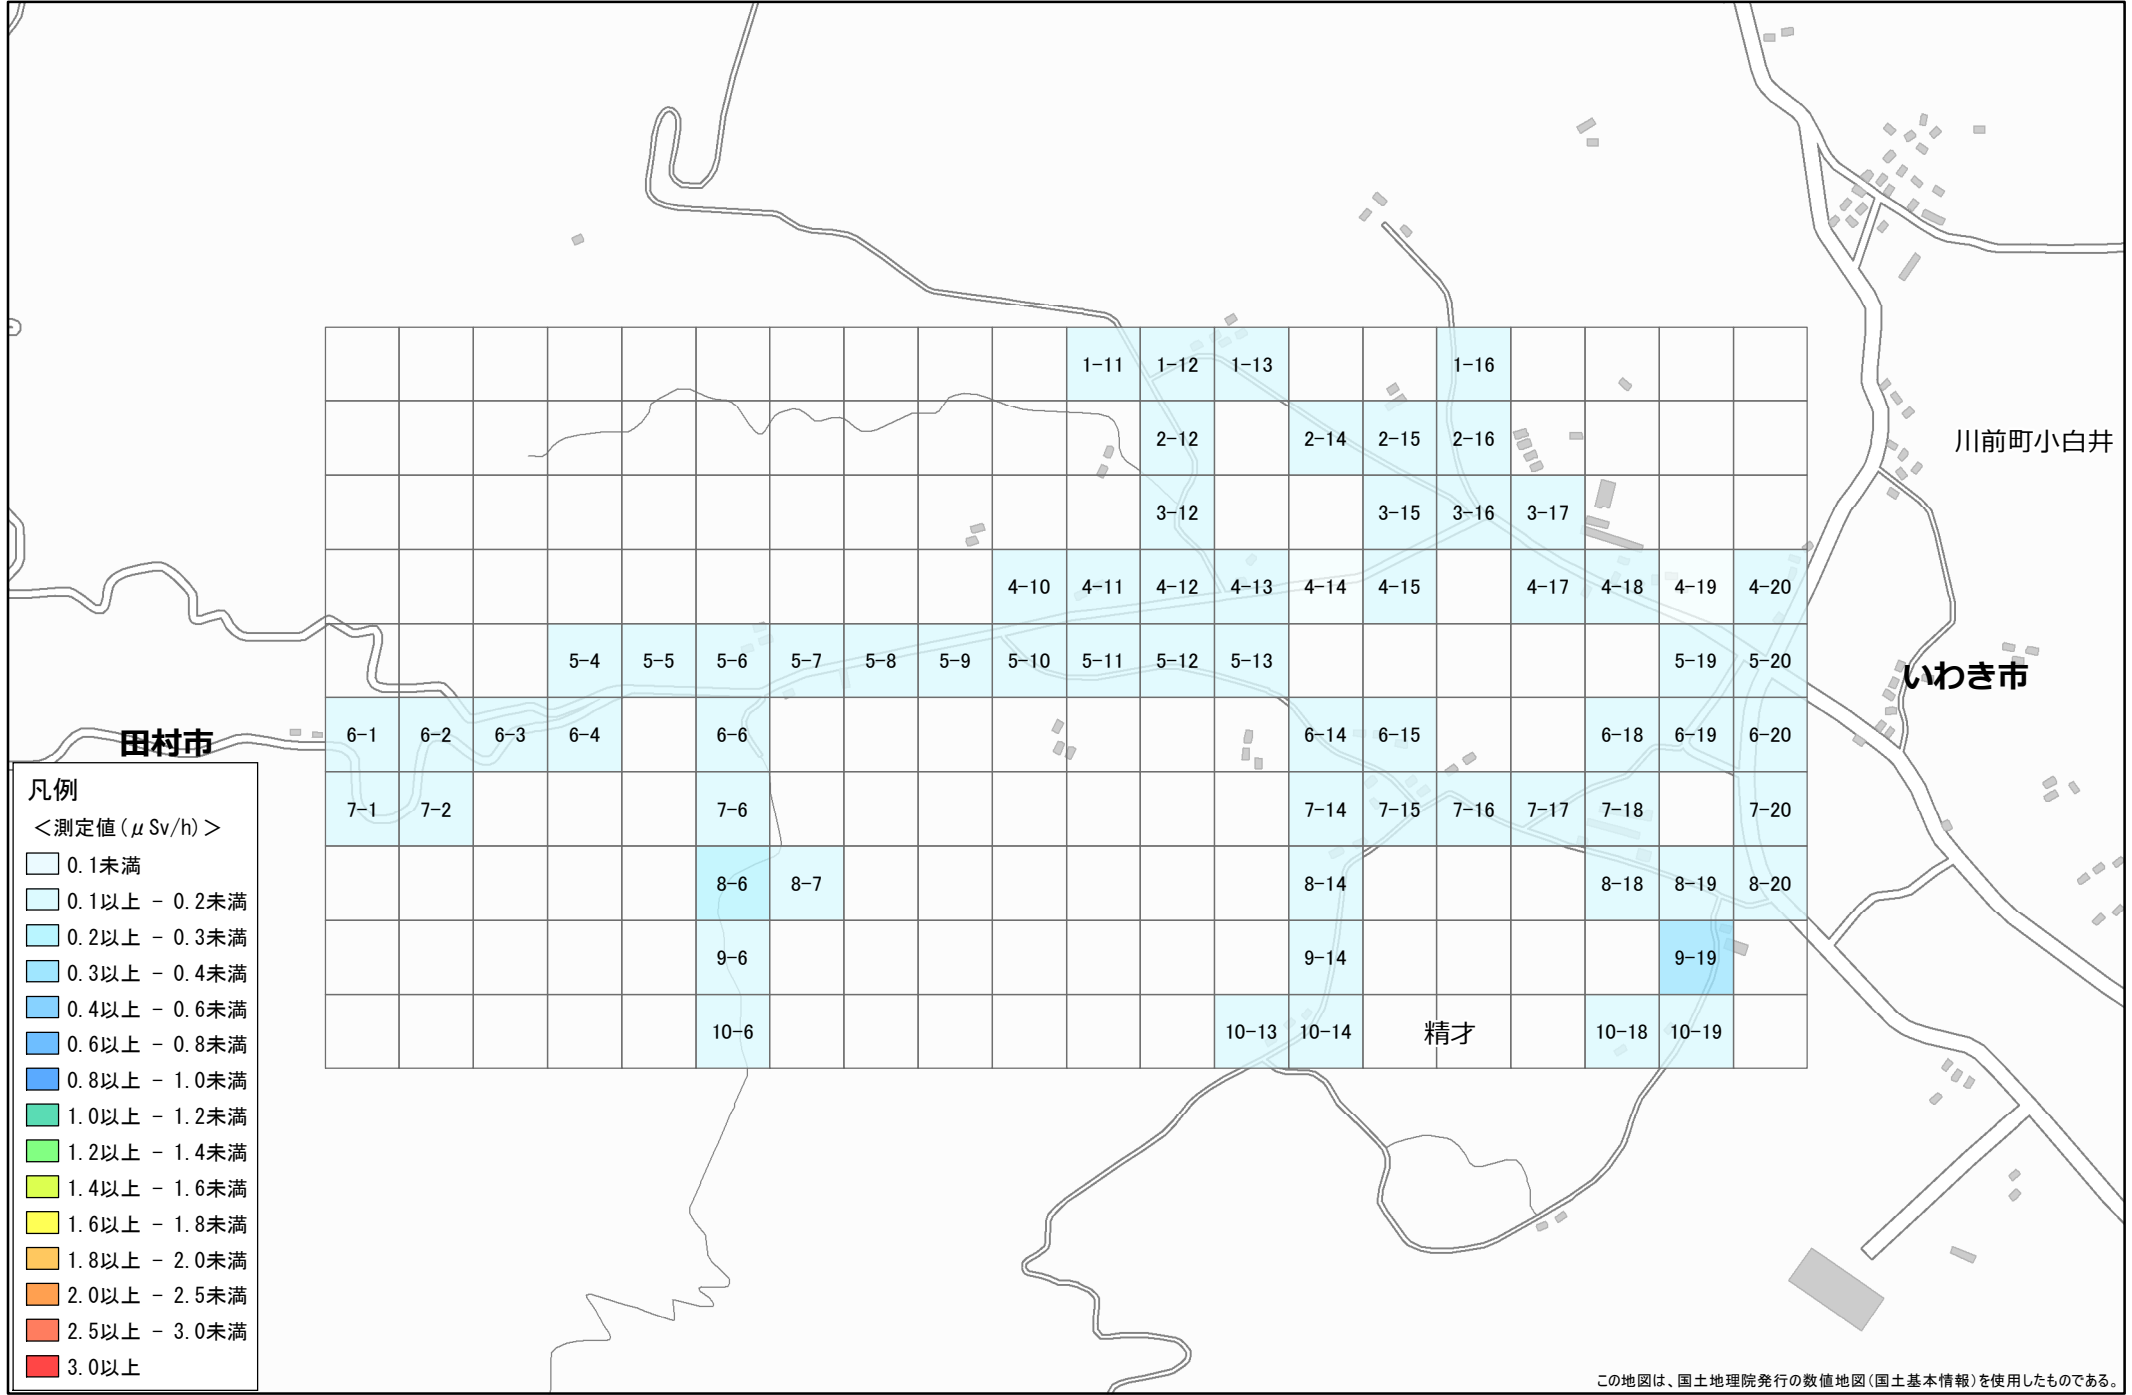 1-11 1-12 1-13 1-16
2-12 2-14 2-15 2-16
川前町小白井
3-12 3-15 3-16 3-17
4-10 4-11 4-12 4-13 4-14 4-15 4-17 4-18 4-19 4-20
5-4 5-5 5-6 5-7 5-8 5-9 5-10 5-11 5-12 5-13 5-19 5-20
いわき市
6-1 6-2 6-3 6-4 6-6 6-14 6-15 6-18 6-19 6-20
田村市
7-1 7-2 7-6 7-14 7-15 7-16 7-17 7-18 7-20
8-6 8-7 8-14 8-18 8-19 8-20
9-6 9-14 9-19
10-6 10-13 10-14 精才 10-18 10-19
凡例
＜測定値(μSv/h)＞
0.1未満
0.1以上 - 0.2未満
0.2以上 - 0.3未満
0.3以上 - 0.4未満
0.4以上 - 0.6未満
0.6以上 - 0.8未満
0.8以上 - 1.0未満
1.0以上 - 1.2未満
1.2以上 - 1.4未満
1.4以上 - 1.6未満
1.6以上 - 1.8未満
1.8以上 - 2.0未満
2.0以上 - 2.5未満
2.5以上 - 3.0未満
3.0以上
この地図は、国土地理院発行の数値地図(国土基本情報)を使用したものである。